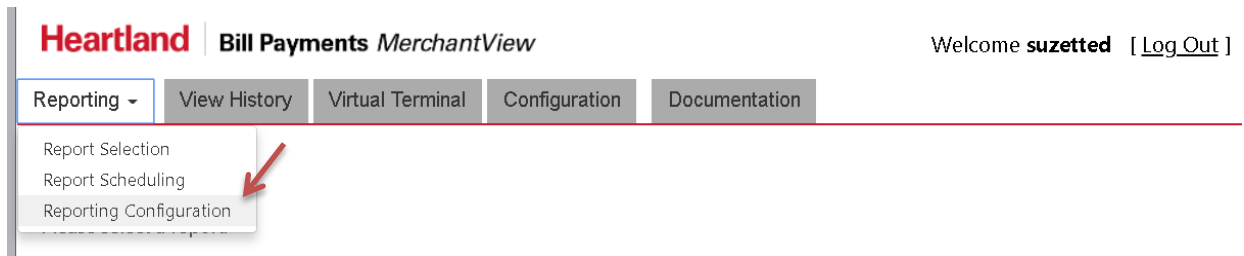 Heartland Bill Payments MerchantView
Welcome suzetted [ Log Out ]
Reporting View History Virtual Terminal Configuration Documentation
Report Selection
Report Scheduling
Reporting Configuration